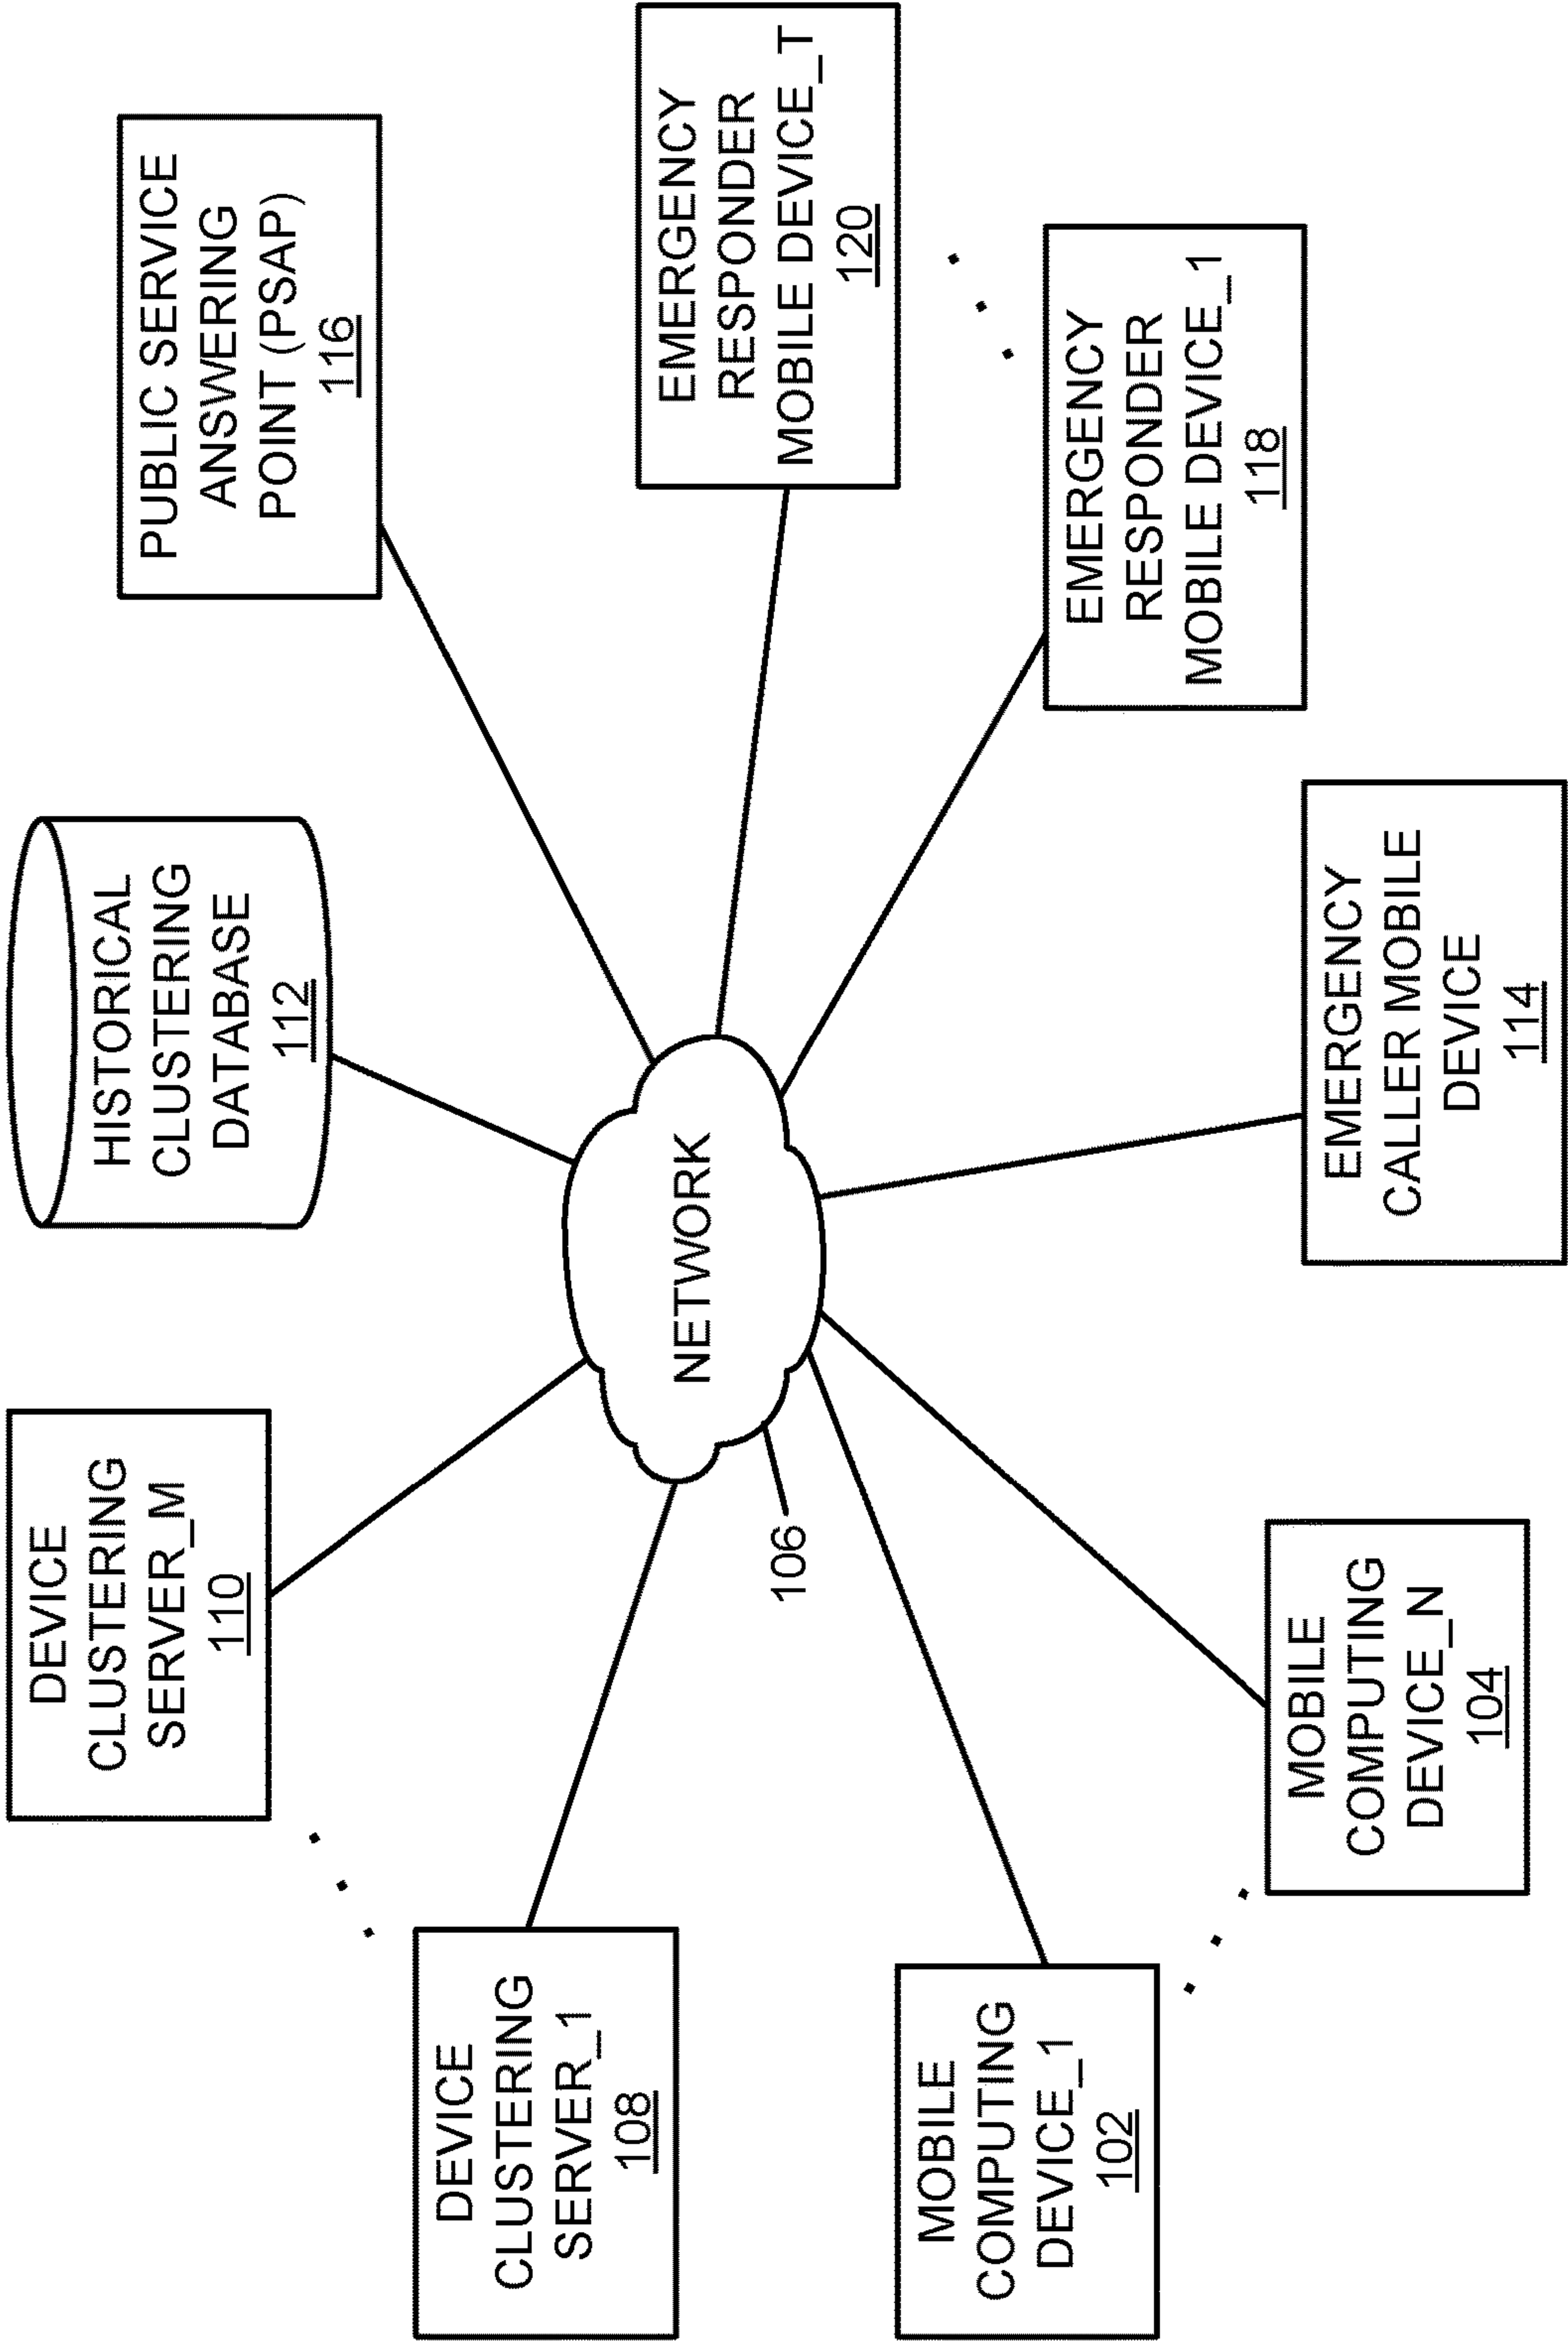 DEVICE
CLUSTERING
SERVER_M
110
HISTORICAL
CLUSTERING
DATABASE
112
PUBLIC SERVICE
ANSWERING
POINT (PSAP)
116
DEVICE
CLUSTERING
SERVER_1
108
NETWORK
106
EMERGENCY
RESPONDER
MOBILE DEVICE_T
120
MOBILE
COMPUTING
DEVICE_1
102
MOBILE
COMPUTING
DEVICE_N
104
EMERGENCY
CALLER MOBILE
DEVICE
114
EMERGENCY
RESPONDER
MOBILE DEVICE_1
118